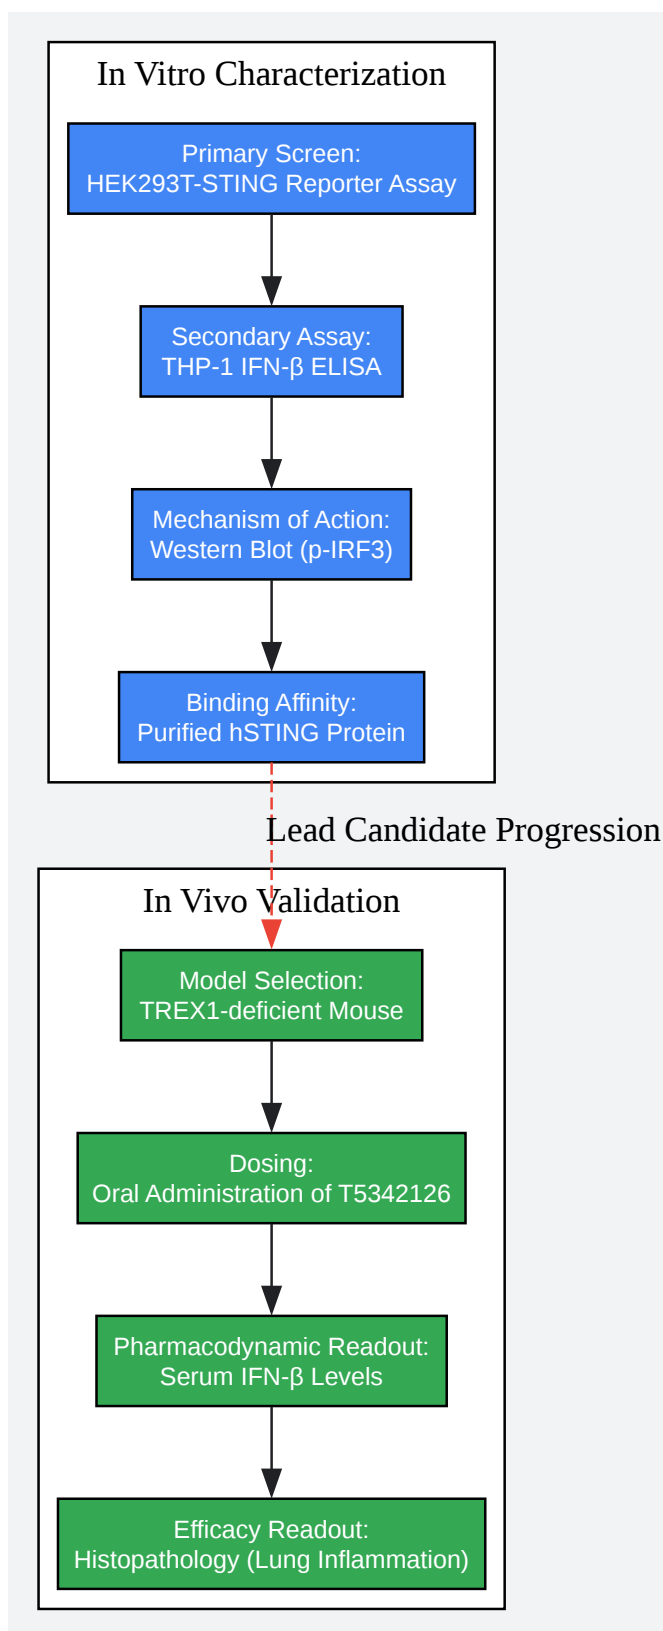 In Vitro Characterization
Primary Screen:
HEK293T-STING Reporter Assay
Secondary Assay:
THP-1 IFN-β ELISA
Mechanism of Action:
Western Blot (p-IRF3)
Binding Affinity:
Purified hSTING Protein
Lead Candidate Progression
In Vivo Validation
Model Selection:
TREX1-deficient Mouse
Dosing:
Oral Administration of T5342126
Pharmacodynamic Readout:
Serum IFN-β Levels
Efficacy Readout:
Histopathology (Lung Inflammation)